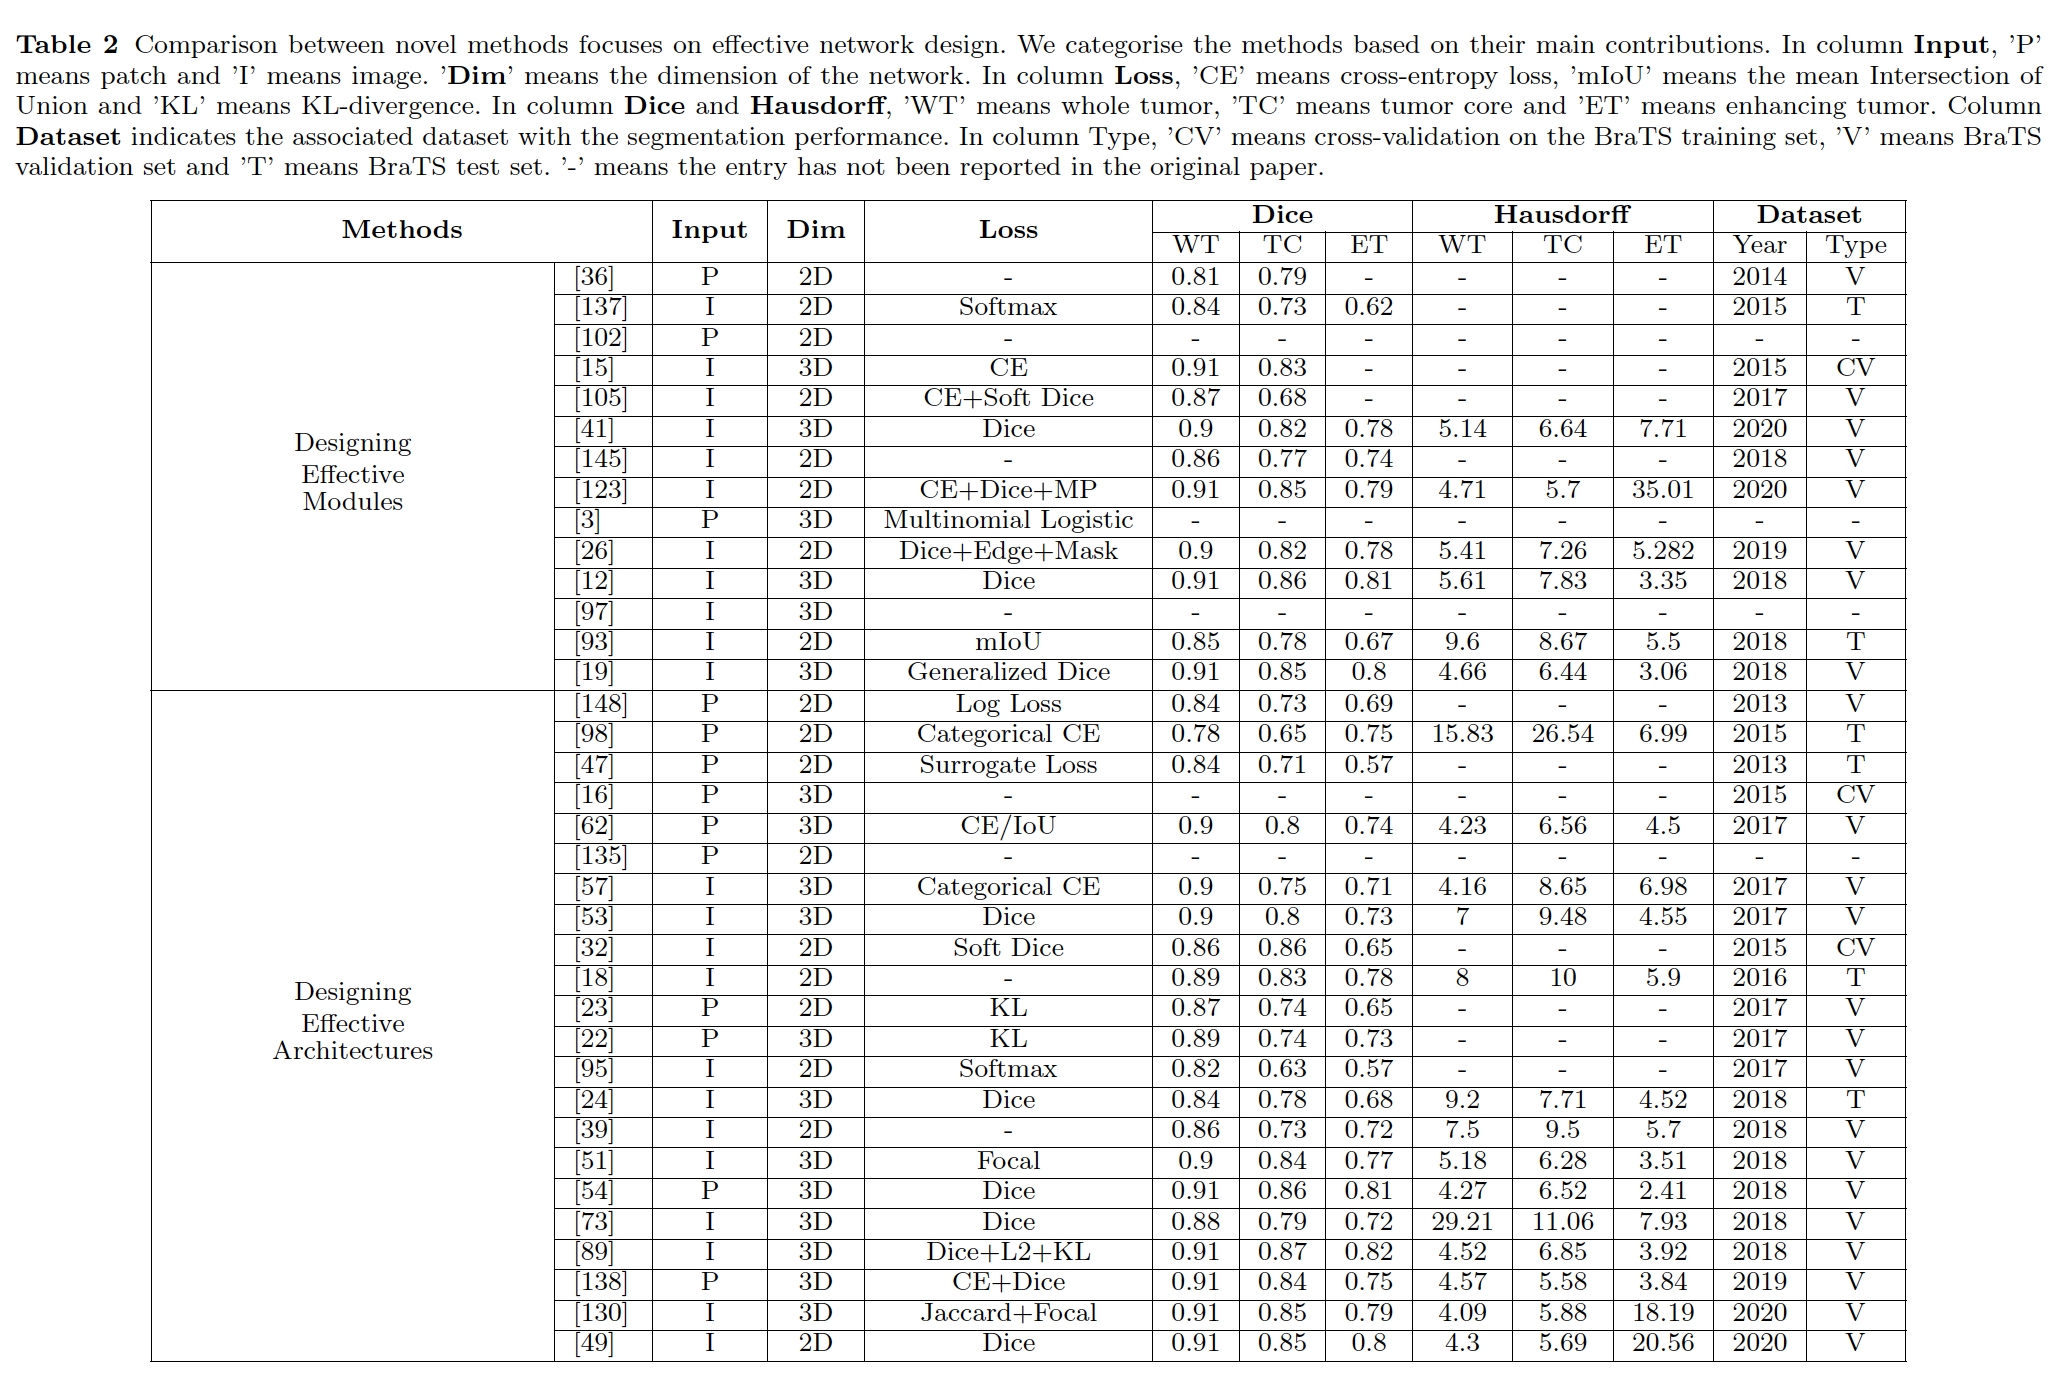 Table 2 Comparison between novel methods focuses on effective network design. We categorise the methods based on their main contributions. In column Input, 'P'
means patch and 'I' means image. 'Dim' means the dimension of the network. In column Loss, 'CE' means cross-entropy loss, 'mIoU' means the mean Intersection of
Union and 'KL' means KL-divergence. In column Dice and Hausdorff, 'WT' means whole tumor, 'TC' means tumor core and 'ET' means enhancing tumor. Column
Dataset indicates the associated dataset with the segmentation performance. In column Type, 'CV' means cross-validation on the BraTS training set, 'V' means BraTS
validation set and 'T' means BraTS test set. '-' means the entry has not been reported in the original paper.
Methods Input Dim Loss Dice Hausdorff Dataset
WT TC ET WT TC ET Year Type
Designing
Effective
Modules
[36] P 2D - 0.81 0.79 - - - - 2014 V
[137] I 2D Softmax 0.84 0.73 0.62 - - - 2015 T
[102] P 2D - - - - - - - - -
[15] I 3D CE 0.91 0.83 - - - - 2015 CV
[105] I 2D CE+Soft Dice 0.87 0.68 - - - - 2017 V
[41] I 3D Dice 0.9 0.82 0.78 5.14 6.64 7.71 2020 V
[145] I 2D - 0.86 0.77 0.74 - - - 2018 V
[123] I 2D CE+Dice+MP 0.91 0.85 0.79 4.71 5.7 35.01 2020 V
[3] P 3D Multinomial Logistic - - - - - - - -
[26] I 2D Dice+Edge+Mask 0.9 0.82 0.78 5.41 7.26 5.282 2019 V
[12] I 3D Dice 0.91 0.86 0.81 5.61 7.83 3.35 2018 V
[97] I 3D - - - - - - - - -
[93] I 2D mIoU 0.85 0.78 0.67 9.6 8.67 5.5 2018 T
[19] I 3D Generalized Dice 0.91 0.85 0.8 4.66 6.44 3.06 2018 V
Designing
Effective
Architectures
[148] P 2D Log Loss 0.84 0.73 0.69 - - - 2013 V
[98] P 2D Categorical CE 0.78 0.65 0.75 15.83 26.54 6.99 2015 T
[47] P 2D Surrogate Loss 0.84 0.71 0.57 - - - 2013 T
[16] P 3D - - - - - - - 2015 CV
[62] P 3D CE/IoU 0.9 0.8 0.74 4.23 6.56 4.5 2017 V
[135] P 2D - - - - - - - - -
[57] I 3D Categorical CE 0.9 0.75 0.71 4.16 8.65 6.98 2017 V
[53] I 3D Dice 0.9 0.8 0.73 7 9.48 4.55 2017 V
[32] I 2D Soft Dice 0.86 0.86 0.65 - - - 2015 CV
[18] I 2D - 0.89 0.83 0.78 8 10 5.9 2016 T
[23] P 2D KL 0.87 0.74 0.65 - - - 2017 V
[22] P 3D KL 0.89 0.74 0.73 - - - 2017 V
[95] I 2D Softmax 0.82 0.63 0.57 - - - 2017 V
[24] I 3D Dice 0.84 0.78 0.68 9.2 7.71 4.52 2018 T
[39] I 2D - 0.86 0.73 0.72 7.5 9.5 5.7 2018 V
[51] I 3D Focal 0.9 0.84 0.77 5.18 6.28 3.51 2018 V
[54] P 3D Dice 0.91 0.86 0.81 4.27 6.52 2.41 2018 V
[73] I 3D Dice 0.88 0.79 0.72 29.21 11.06 7.93 2018 V
[89] I 3D Dice+L2+KL 0.91 0.87 0.82 4.52 6.85 3.92 2018 V
[138] P 3D CE+Dice 0.91 0.84 0.75 4.57 5.58 3.84 2019 V
[130] I 3D Jaccard+Focal 0.91 0.85 0.79 4.09 5.88 18.19 2020 V
[49] I 2D Dice 0.91 0.85 0.8 4.3 5.69 20.56 2020 V